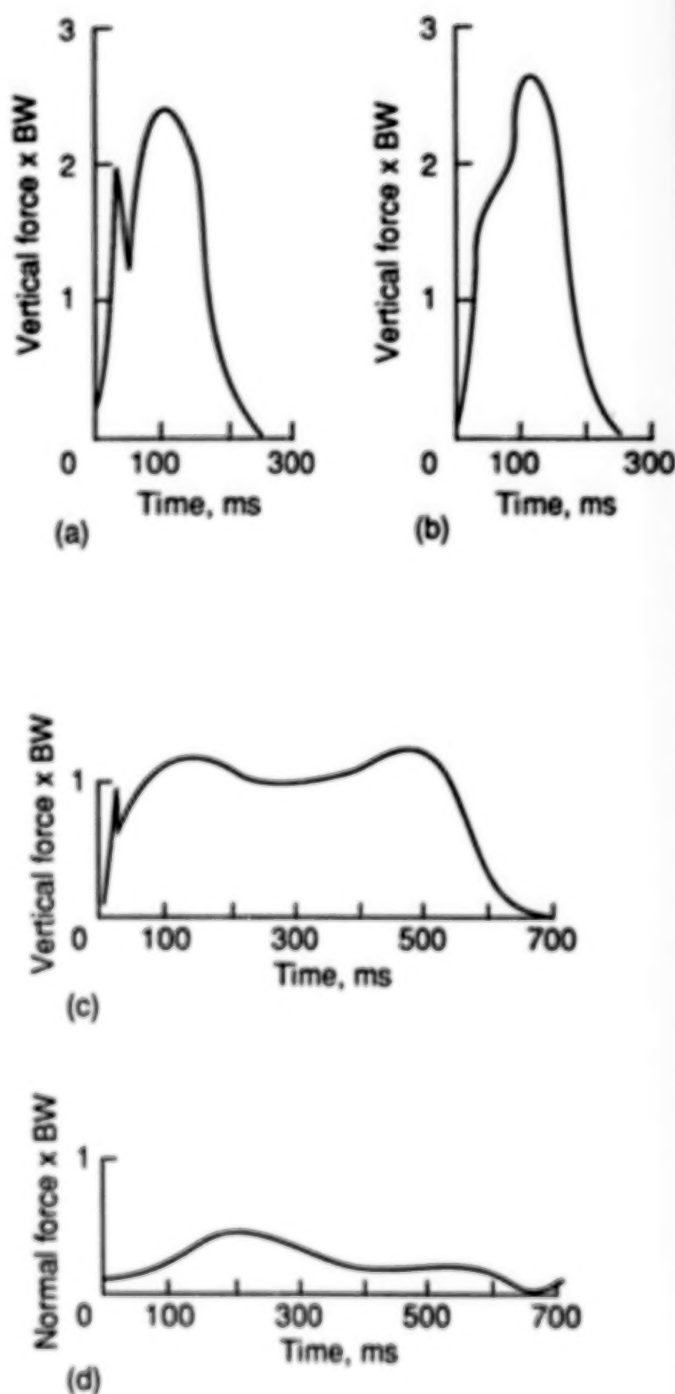 3
2
1
0
100
300
Vertical force x BW
Time, ms
(a)
3
2
1
0
100
300
Vertical force x BW
Time, ms
(b)
1
0
100
300
500
700
Vertical force x BW
Time, ms
(c)
1
0
100
300
500
700
Normal force x BW
Time, ms
(d)